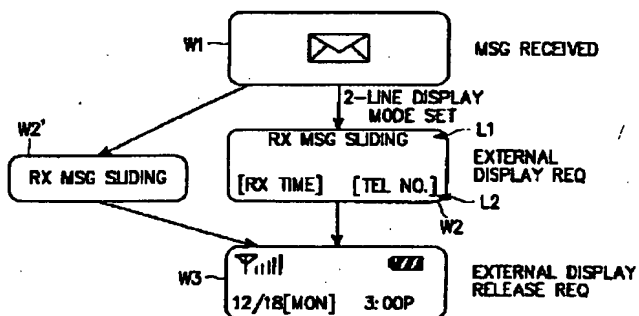 W1
MSG RECEIVED
2-LINE DISPLAY
MODE SET
W2'
RX MSG SLIDING
RX MSG SLIDING
L1
[RX TIME] [TEL NO.]
L2
W2
EXTERNAL
DISPLAY REQ
W3
12/18[MON] 3:00P
EXTERNAL DISPLAY
RELEASE REQ